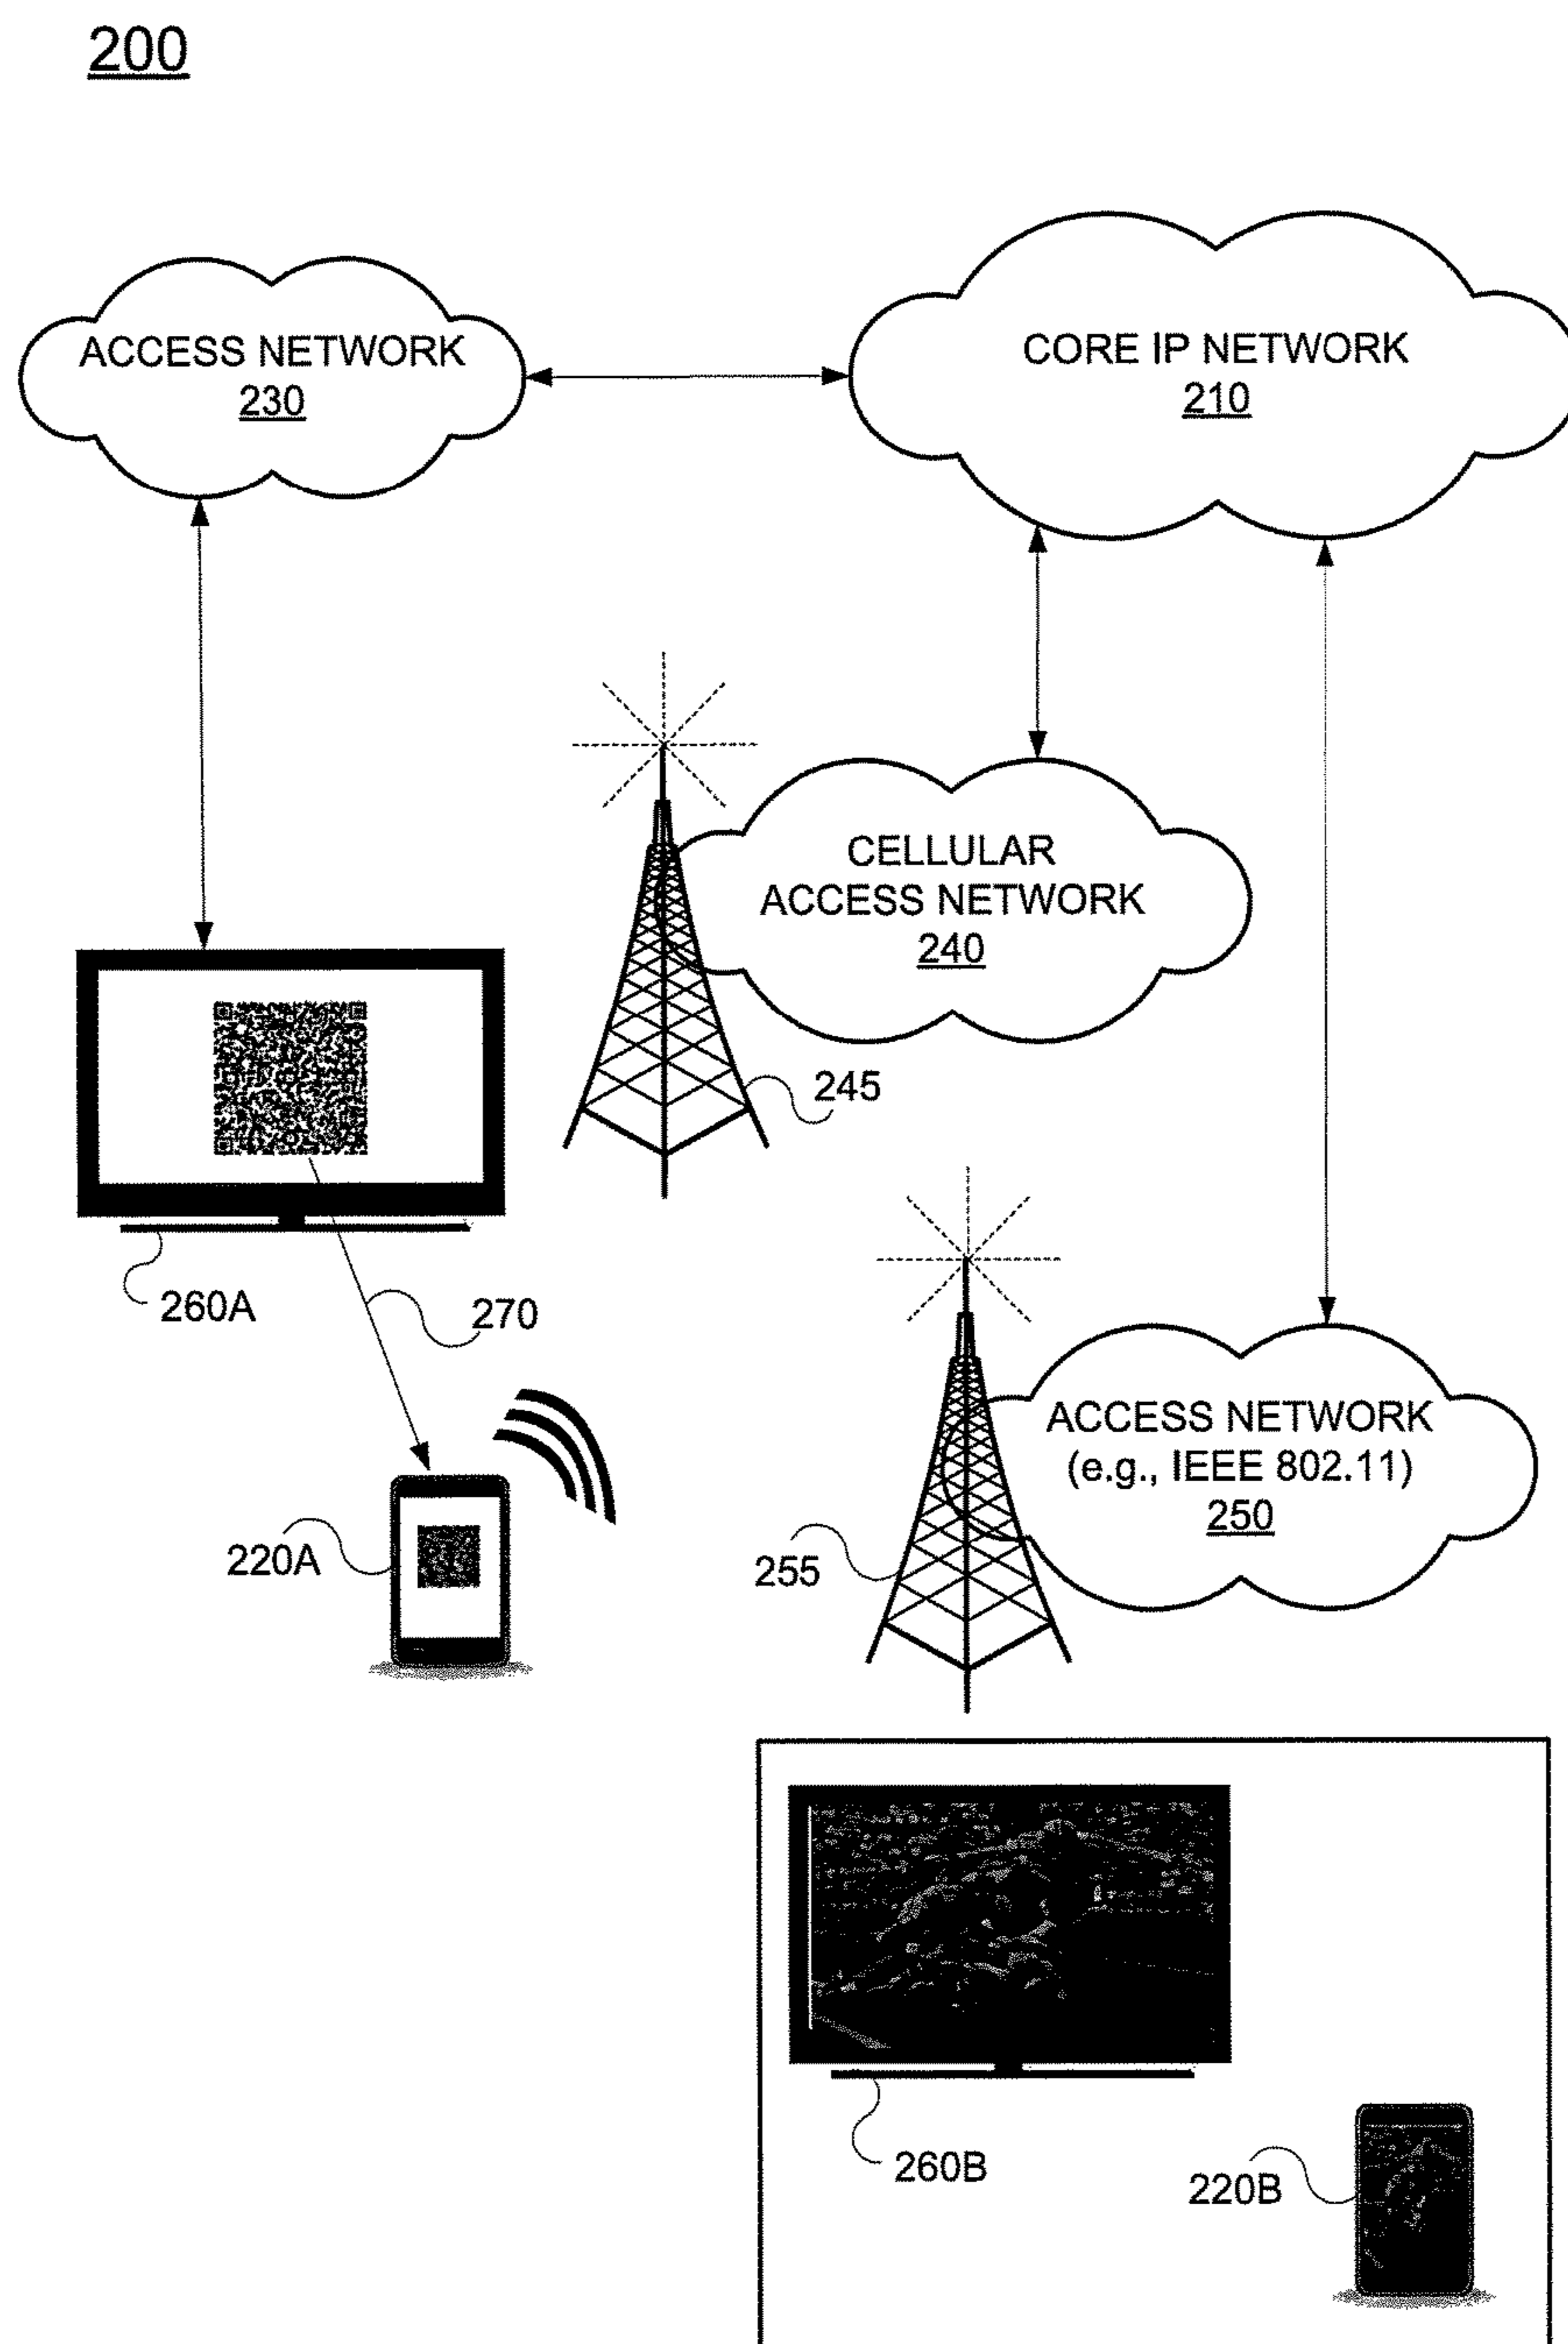 200
ACCESS NETWORK
230
CORE IP NETWORK
210
CELLULAR
ACCESS NETWORK
240
245
260A
270
ACCESS NETWORK
(e.g., IEEE 802.11)
250
220A
255
260B
220B